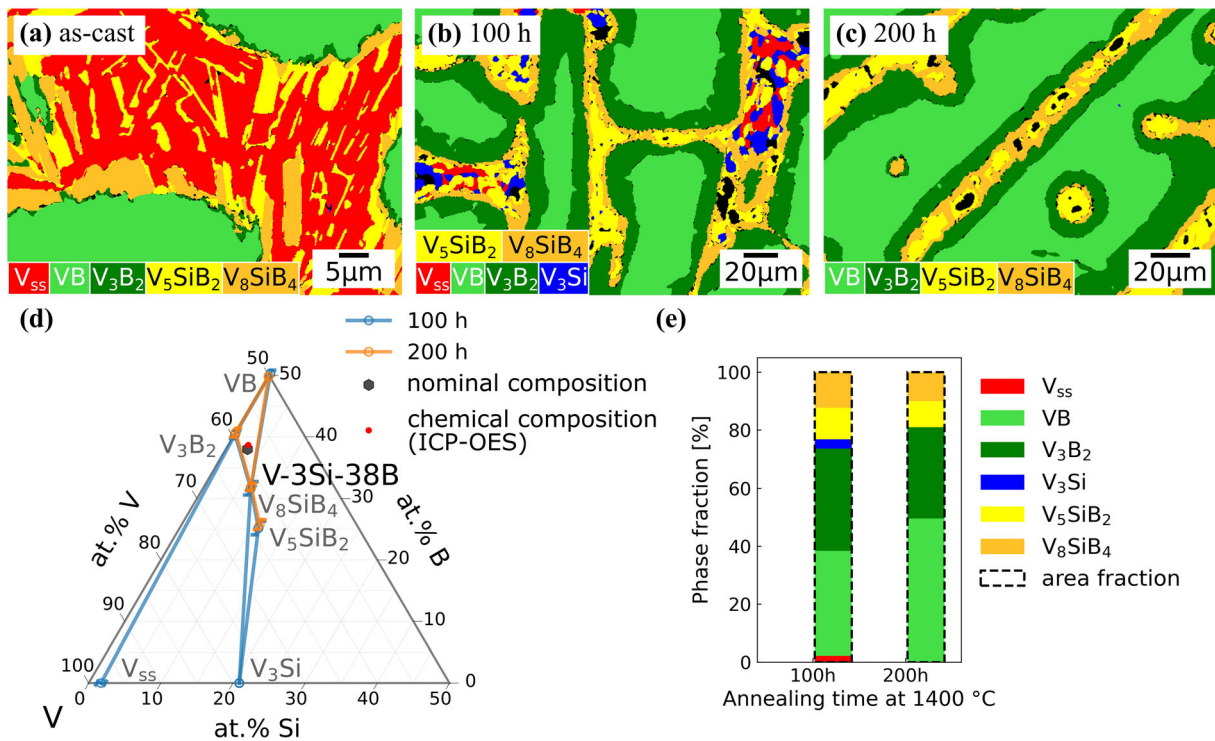 (a) as-cast
(b) 100 h
(c) 200 h
V₅SiB₂ V₈SiB₄
Vss VB V₃B₂ V₅SiB₂ V₈SiB₄
5μm
Vss VB V₃B₂ V₃Si
20μm
VB V₃B₂ V₅SiB₂ V₈SiB₄
20μm
(d)
100 h
200 h
nominal composition
chemical composition
(ICP-OES)
50
50
VB
60
40
V₃B₂
V-3Si-38B
70
30
V₈SiB₄
at.% V
at.% B
V₅SiB₂
80
20
90
10
100
Vss
V₃Si
0
0
10
20
30
40
50
V
at.% Si
(e)
Phase fraction [%]
100
80
60
40
20
0
100h
200h
Annealing time at 1400 °C
Vss
VB
V₃B₂
V₃Si
V₅SiB₂
V₈SiB₄
area fraction